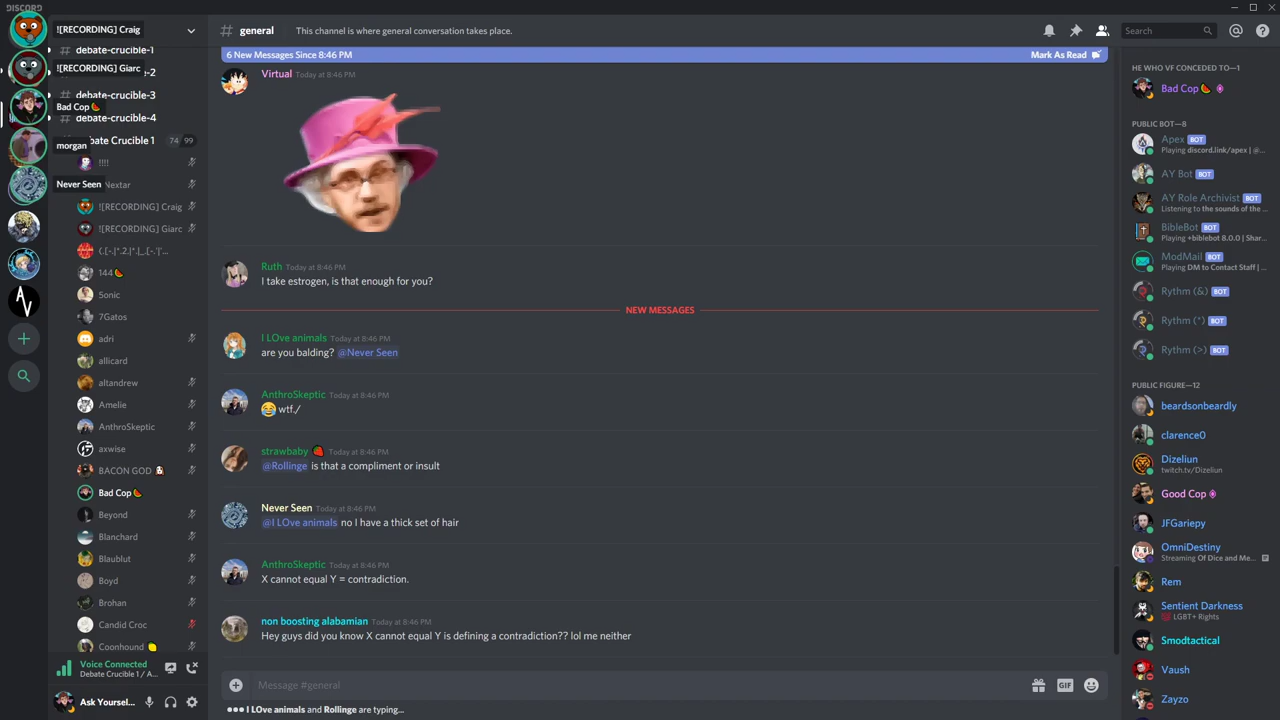 DISCORD
![RECORDING] Craig
debate-crucible-1
![RECORDING] Giarc
-2
debate-crucible-3
Bad Cop
debate-crucible-4
ebate Crucible 1 74 99
morgan
!!!!
Never Seen
Nextar
![RECORDING] Craig
![RECORDING] Giarc
144
Sonic
7Gatos
adri
allicard
altandrew
Amelie
AnthroSkeptic
axwise
BACON GOD
Bad Cop
Beyond
Blanchard
Blaublut
Boyd
Brohan
Candid Croc
Coonhound
Voice Connected
Debate Crucible 1 / A...
Ask Yoursel...
# general This channel is where general conversation takes place.
Search
6 New Messages Since 8:46 PM Mark As Read
Virtual Today at 8:46 PM
Ruth Today at 8:46 PM
I take estrogen, is that enough for you?
NEW MESSAGES
I LOve animals Today at 8:46 PM
are you balding? @Never Seen
AnthroSkeptic Today at 8:46 PM
wtf./
strawbaby Today at 8:46 PM
@Rollinge is that a compliment or insult
Never Seen Today at 8:46 PM
@I LOve animals no I have a thick set of hair
AnthroSkeptic Today at 8:46 PM
X cannot equal Y = contradiction.
non boosting alabamian Today at 8:46 PM
Hey guys did you know X cannot equal Y is defining a contradiction?? lol me neither
Message #general
GIF
I LOve animals and Rollinge are typing...
HE WHO VF CONCEDED TO—1
Bad Cop
PUBLIC BOT—8
Apex BOT
Playing discord.link/apex | @...
AY Bot BOT
AY Role Archivist BOT
Listening to the sounds of the ...
BibleBot BOT
Playing +biblebot 8.0.0 | Shar...
ModMail BOT
Playing DM to Contact Staff | ...
Rythm (&) BOT
Rythm (*) BOT
Rythm (>) BOT
PUBLIC FIGURE—12
beardsonbeardly
clarence0
Dizeliun
twitch.tv/Dizeliun
Good Cop
JFGariepy
OmniDestiny
Streaming Of Dice and Me...
Rem
Sentient Darkness
LGBT+ Rights
Smodtactical
Vaush
Zayzo